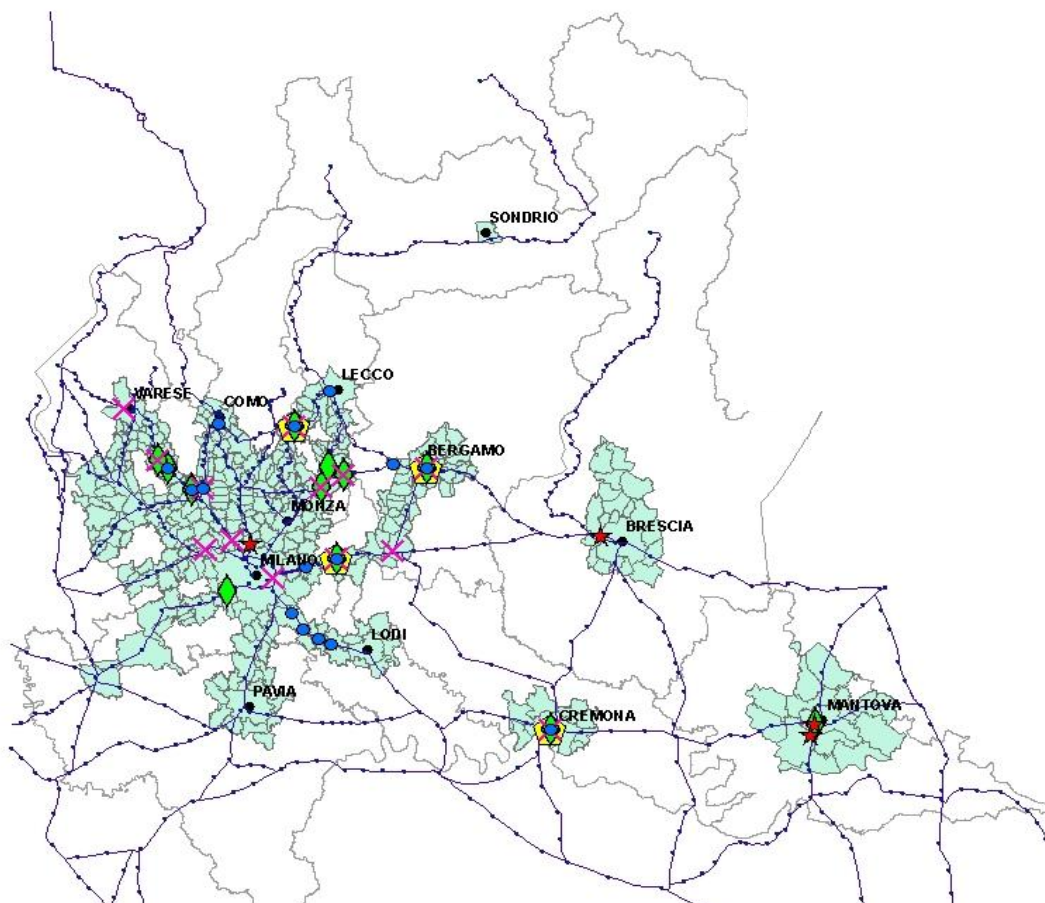 SONDRIO
LECCO
VARESE
COMO
BERGAMO
MONZA
BRESCIA
MILANO
LODI
PAVIA
MANTOVA
CREMONA